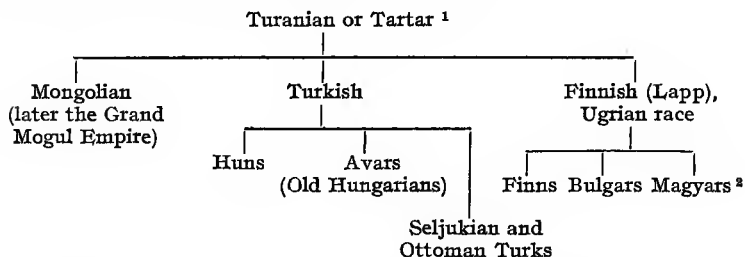 Turanian or Tartar ¹
Mongolian
(later the Grand
Mogul Empire)
Turkish
Finnish (Lapp),
Ugrian race
Huns
Avars
(Old Hungarians)
Seljukian and
Ottoman Turks
Finns Bulgars Magyars ²